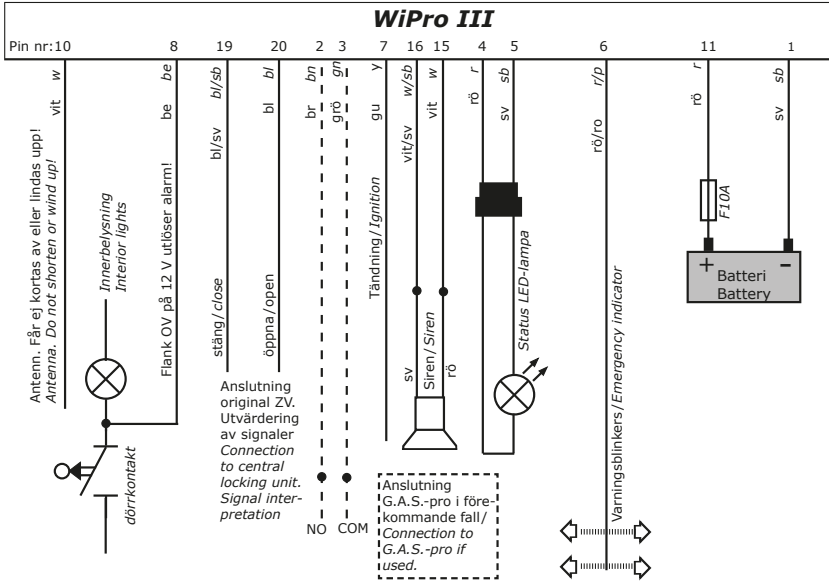 WiPro III
Pin nr:10 8 19 20 2 3 7 16 15 4 5 6 11 1
w
be
bl/sb
bl
bn
gn
y
w/sb
w
r
sb
r/p
r
sb
vit
be
bl/sv
bl
br
grö
gu
vit/sv
vit
rö
sv
rö/ro
rö
sv
Antenn. Får ej kortas av eller lindas upp!
Antenna. Do not shorten or wind up!
Innerbelysning
Interior lights
Flank OV på 12 V utlöser alarm!
stäng/close
öppna/open
Tändning/Ignition
sv
Siren/Siren
rö
Status LED-lampa
Varningsblinkers/Emergency indicator
F10A
+ −
Batteri
Battery
dörrkontakt
Anslutning
original ZV.
Utvärdering
av signaler
Connection
to central
locking unit.
Signal inter-
pretation
NO COM
Anslutning
G.A.S.-pro i före-
kommande fall/
Connection to
G.A.S.-pro if
used.